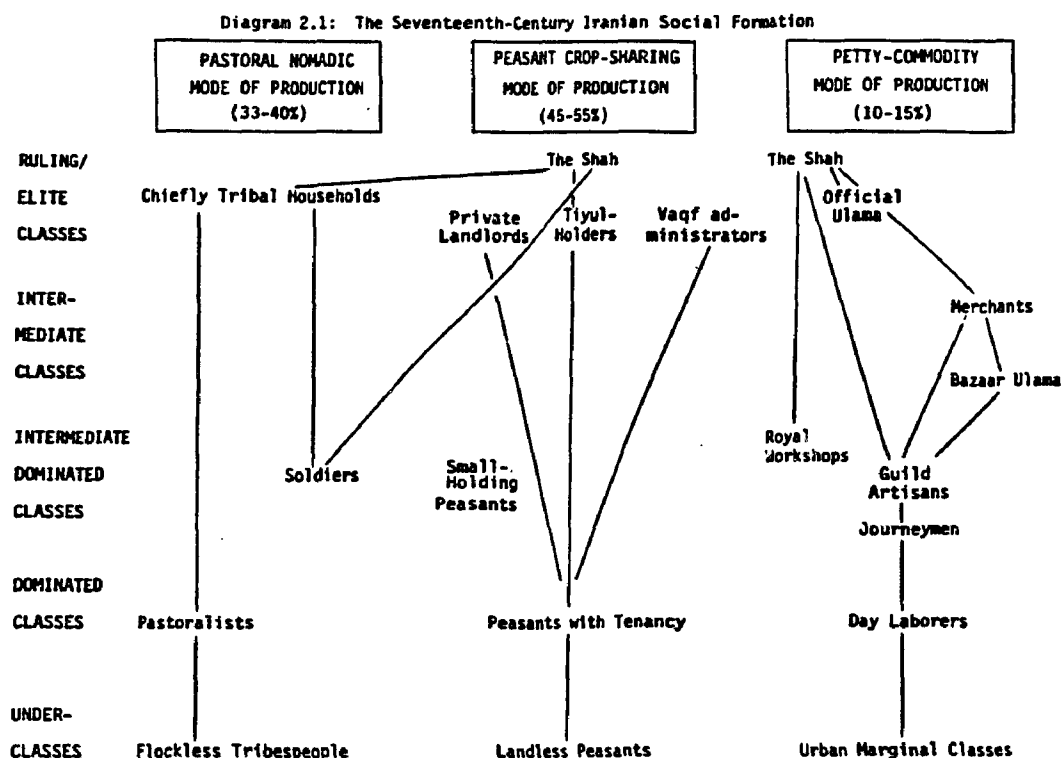 Diagram 2.1: The Seventeenth-Century Iranian Social Formation
PASTORAL NOMADIC
MODE OF PRODUCTION
(33-40%)
PEASANT CROP-SHARING
MODE OF PRODUCTION
(45-55%)
PETTY-COMMODITY
MODE OF PRODUCTION
(10-15%)
RULING/
ELITE
CLASSES
The Shah
The Shah
Chiefly Tribal Households
Private
Landlords
Tiyul-
Holders
Vaqf ad-
ministrators
Official
Ulama
INTER-
MEDIATE
CLASSES
Merchants
Bazaar Ulama
INTERMEDIATE
DOMINATED
CLASSES
Soldiers
Small-
Holding
Peasants
Royal
Workshops
Guild
Artisans
Journeymen
DOMINATED
CLASSES
Pastoralists
Peasants with Tenancy
Day Laborers
UNDER-
CLASSES
Flockless Tribespeople
Landless Peasants
Urban Marginal Classes